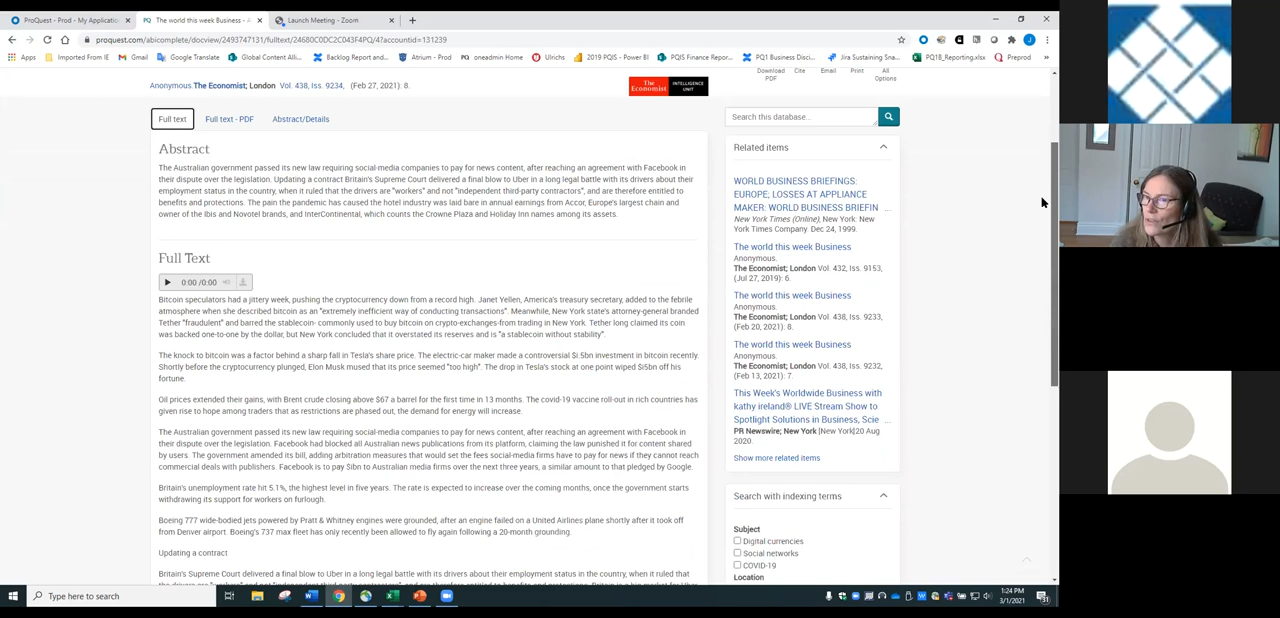 ProQuest - Prod - My Applicatio
PQ The world this week Business - A
Launch Meeting - Zoom
proquest.com/abicomplete/docview/2493747131/fulltext/24680C0DC2C043F4PQ/4?accountid=131239
Apps
Imported From IE
Gmail
Google Translate
Global Content Alli...
Backlog Report and...
Ulrichs
Atrium - Prod
oneadmin Home
2019 PQIS - Power BI
PQIS Finance Repor...
PQ1 Business Disci...
Jira Sustaining Sna...
PQ1B_Reporting.xlsx
Preprod
Download PDF
Cite
Email
Print
All Options
Anonymous. The Economist; London Vol. 438, Iss. 9234, (Feb 27, 2021): 8.
The Economist
INTELLIGENCE UNIT
Full text
Full text - PDF
Abstract/Details
Search this database...
Abstract
The Australian government passed its new law requiring social-media companies to pay for news content, after reaching an agreement with Facebook in
their dispute over the legislation. Updating a contract Britain's Supreme Court delivered a final blow to Uber in a long legal battle with its drivers about their
employment status in the country, when it ruled that the drivers are "workers" and not "independent third-party contractors", and are therefore entitled to
benefits and protections. The pain the pandemic has caused the hotel industry was laid bare in annual earnings from Accor, Europe's largest chain and
owner of the Ibis and Novotel brands, and InterContinental, which counts the Crowne Plaza and Holiday Inn names among its assets.
Full Text
0:00 /0:00
Bitcoin speculators had a jittery week, pushing the cryptocurrency down from a record high. Janet Yellen, America's treasury secretary, added to the febrile
atmosphere when she described bitcoin as an "extremely inefficient way of conducting transactions". Meanwhile, New York state's attorney-general branded
Tether "fraudulent" and barred the stablecoin- commonly used to buy bitcoin on crypto-exchanges-from trading in New York. Tether long claimed its coin
was backed one-to-one by the dollar, but New York concluded that it overstated its reserves and is "a stablecoin without stability".
The knock to bitcoin was a factor behind a sharp fall in Tesla's share price. The electric-car maker made a controversial $i.5bn investment in bitcoin recently.
Shortly before the cryptocurrency plunged, Elon Musk mused that its price seemed "too high". The drop in Tesla's stock at one point wiped $i5bn off his
fortune.
Oil prices extended their gains, with Brent crude closing above $67 a barrel for the first time in 13 months. The covid-19 vaccine roll-out in rich countries has
given rise to hope among traders that as restrictions are phased out, the demand for energy will increase.
The Australian government passed its new law requiring social-media companies to pay for news content, after reaching an agreement with Facebook in
their dispute over the legislation. Facebook had blocked all Australian news publications from its platform, claiming the law punished it for content shared
by users. The government amended its bill, adding arbitration measures that would set the fees social-media firms have to pay for news if they cannot reach
commercial deals with publishers. Facebook is to pay $ibn to Australian media firms over the next three years, a similar amount to that pledged by Google.
Britain's unemployment rate hit 5.1%, the highest level in five years. The rate is expected to increase over the coming months, once the government starts
withdrawing its support for workers on furlough.
Boeing 777 wide-bodied jets powered by Pratt & Whitney engines were grounded, after an engine failed on a United Airlines plane shortly after it took off
from Denver airport. Boeing's 737 max fleet has only recently been allowed to fly again following a 20-month grounding.
Updating a contract
Britain's Supreme Court delivered a final blow to Uber in a long legal battle with its drivers about their employment status in the country, when it ruled that
Related items
WORLD BUSINESS BRIEFINGS:
EUROPE; LOSSES AT APPLIANCE
MAKER: WORLD BUSINESS BRIEFIN ...
New York Times (Online); New York: New
York Times Company. Dec 24, 1999.
The world this week Business
Anonymous.
The Economist; London Vol. 432, Iss. 9153,
(Jul 27, 2019): 6.
The world this week Business
Anonymous.
The Economist; London Vol. 438, Iss. 9233,
(Feb 20, 2021): 8.
The world this week Business
Anonymous.
The Economist; London Vol. 438, Iss. 9232,
(Feb 13, 2021): 7.
This Week's Worldwide Business with
kathy ireland® LIVE Stream Show to
Spotlight Solutions in Business, Scie ...
PR Newswire; New York [New York]20 Aug
2020.
Show more related items
Search with indexing terms
Subject
Digital currencies
Social networks
COVID-19
Location
Type here to search
1:24 PM
3/1/2021